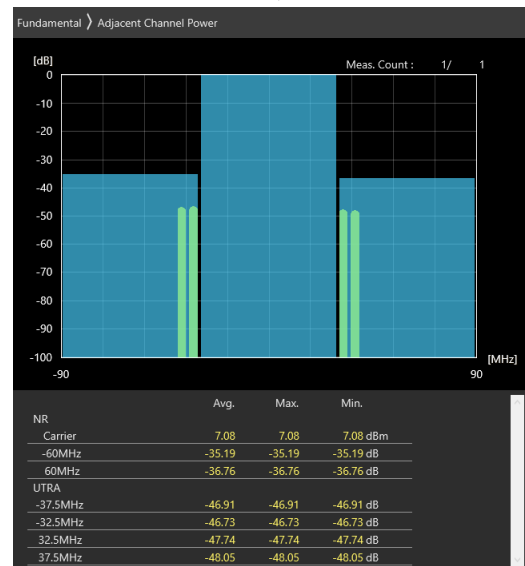 Fundamental 〉 Adjacent Channel Power
[dB]
Meas. Count : 1/ 1
0
-10
-20
-30
-40
-50
-60
-70
-80
-90
-100
[MHz]
-90 90
Avg. Max. Min.
NR
Carrier 7.08 7.08 7.08 dBm
-60MHz -35.19 -35.19 -35.19 dB
60MHz -36.76 -36.76 -36.76 dB
UTRA
-37.5MHz -46.91 -46.91 -46.91 dB
-32.5MHz -46.73 -46.73 -46.73 dB
32.5MHz -47.74 -47.74 -47.74 dB
37.5MHz -48.05 -48.05 -48.05 dB